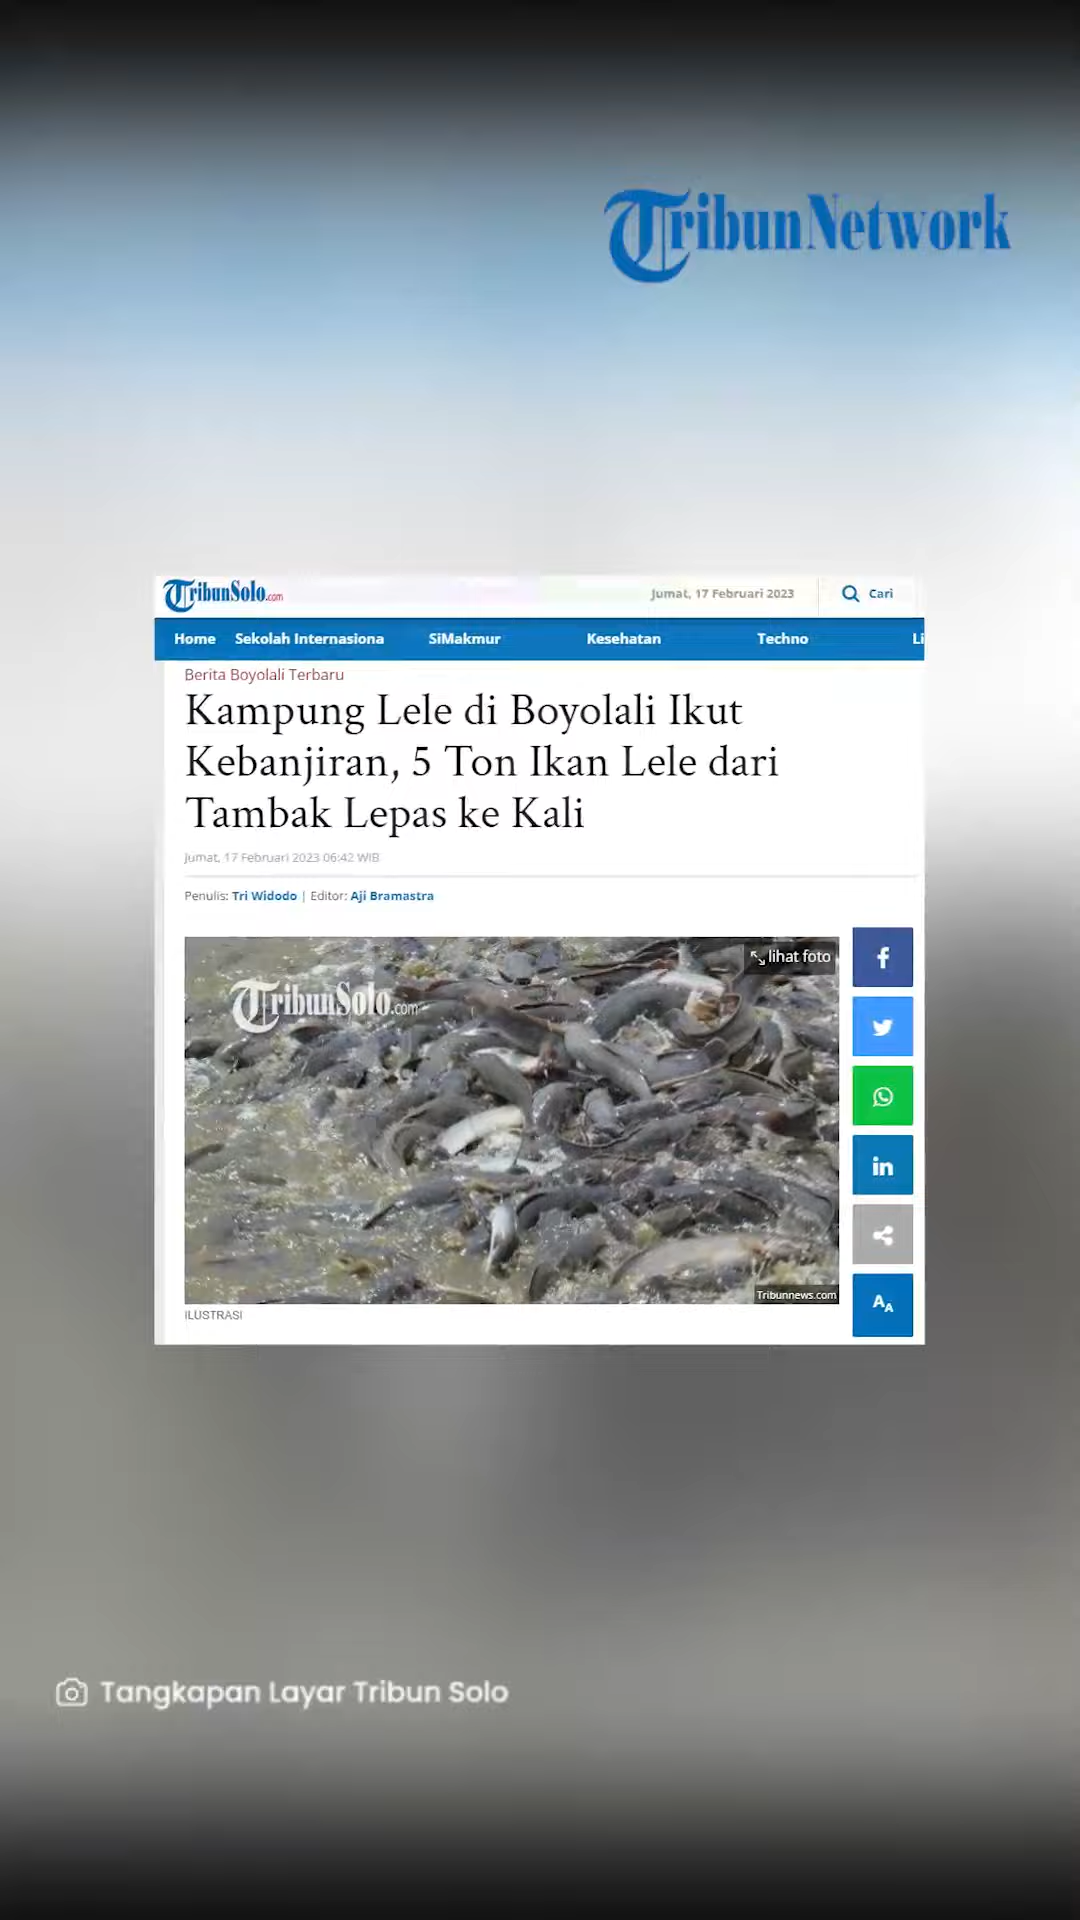 TribunNetwork
TribunSolo.com
Jumat, 17 Februari 2023
Cari
Home Sekolah Internasiona SiMakmur Kesehatan Techno Li
Berita Boyolali Terbaru
Kampung Lele di Boyolali Ikut
Kebanjiran, 5 Ton Ikan Lele dari
Tambak Lepas ke Kali
Jumat, 17 Februari 2023 06:42 WIB
Penulis: Tri Widodo | Editor: Aji Bramastra
lihat foto
TribunSolo.com
Tribunnews.com
ILUSTRASI
AA
Tangkapan Layar Tribun Solo